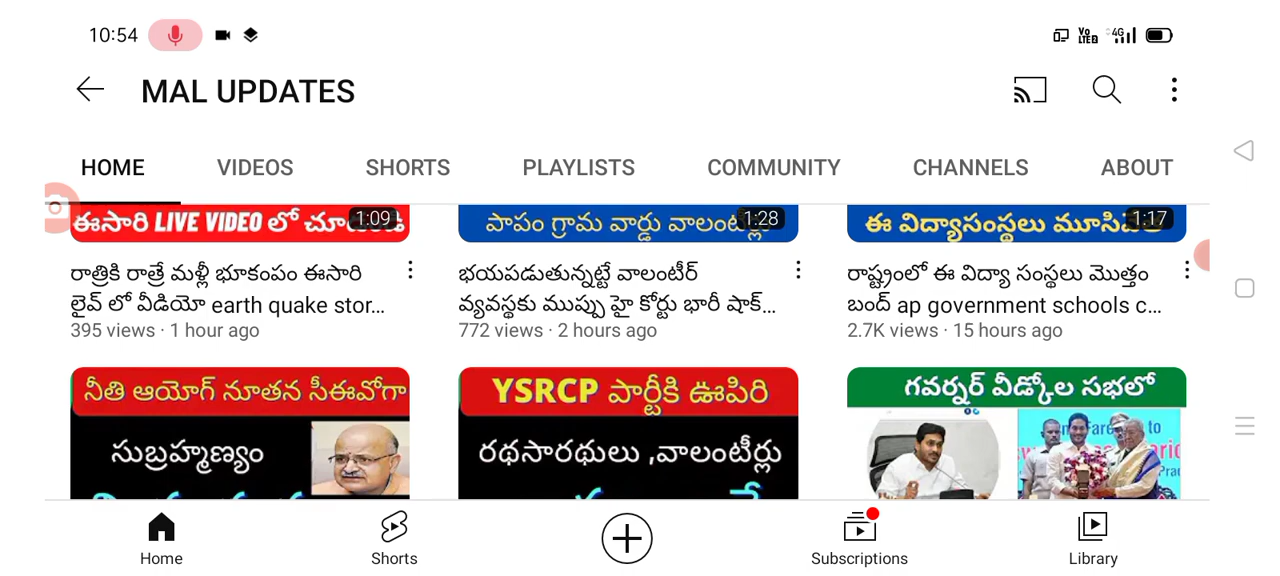 10:54
Vo LTE2 4G
MAL UPDATES
HOME VIDEOS SHORTS PLAYLISTS COMMUNITY CHANNELS ABOUT
ఈసారి LIVE VIDEO లో 1:09
పాపం గ్రామ వార్డు 1:28
ఈ విద్యాసంస్థలు 1:17
రాత్రికి రాత్రే మళ్లీ భూకంపం ఈసారి
లైవ్ లో వీడియో earth quake stor...
395 views · 1 hour ago
భయపడుతున్నట్టే వాలంటీర్
వ్యవస్థకు ముప్పు హై కోర్టు భారీ షాక్...
772 views · 2 hours ago
రాష్ట్రంలో ఈ విద్యా సంస్థలు మొత్తం
బంద్ ap government schools c...
2.7K views · 15 hours ago
నీతి ఆయోగ్ నూతన సీఈవోగా
సుబ్రహ్మణ్యం
YSRCP పార్టీకి ఊపిరి
రథసారథులు ,వాలంటీర్లు
గవర్నర్ వీడ్కోల సభలో
Home Shorts Subscriptions Library